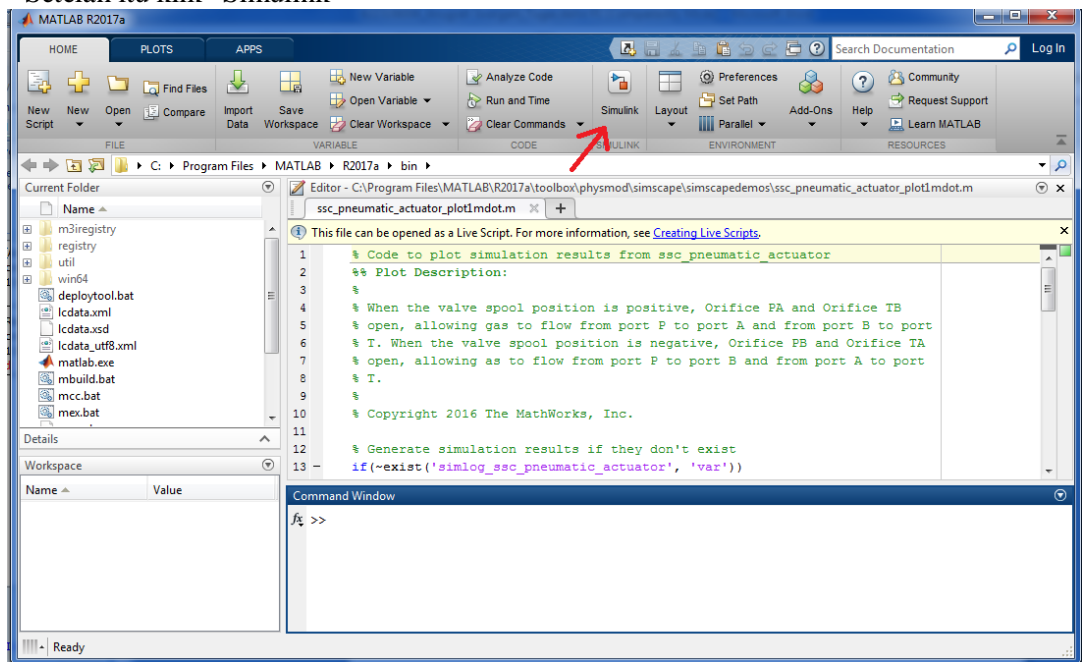 Setelah itu klik "Simulink"
MATLAB R2017a
HOME PLOTS APPS
Search Documentation Log In
New Script New Open Find Files Compare Import Data Save Workspace New Variable Open Variable Clear Workspace Analyze Code Run and Time Clear Commands Simulink Layout Preferences Set Path Parallel Add-Ons Help Community Request Support Learn MATLAB
FILE VARIABLE CODE SIMULINK ENVIRONMENT RESOURCES
C: Program Files MATLAB R2017a bin
Current Folder
Name
m3iregistry
registry
util
win64
deploytool.bat
lcdata.xml
lcdata.xsd
lcdata_utf8.xml
matlab.exe
mbuild.bat
mcc.bat
mex.bat
Details
Workspace
Name Value
Editor - C:\Program Files\MATLAB\R2017a\toolbox\physmod\simscape\simscapedemos\ssc_pneumatic_actuator_plot1mdot.m
ssc_pneumatic_actuator_plot1mdot.m
This file can be opened as a Live Script. For more information, see Creating Live Scripts.
1 % Code to plot simulation results from ssc_pneumatic_actuator
2 %% Plot Description:
3 %
4 % When the valve spool position is positive, Orifice PA and Orifice TB
5 % open, allowing gas to flow from port P to port A and from port B to port
6 % T. When the valve spool position is negative, Orifice PB and Orifice TA
7 % open, allowing as to flow from port P to port B and from port A to port
8 % T.
9 %
10 % Copyright 2016 The MathWorks, Inc.
11
12 % Generate simulation results if they don't exist
13 – if(~exist('simlog_ssc_pneumatic_actuator', 'var'))
Command Window
fx >>
Ready